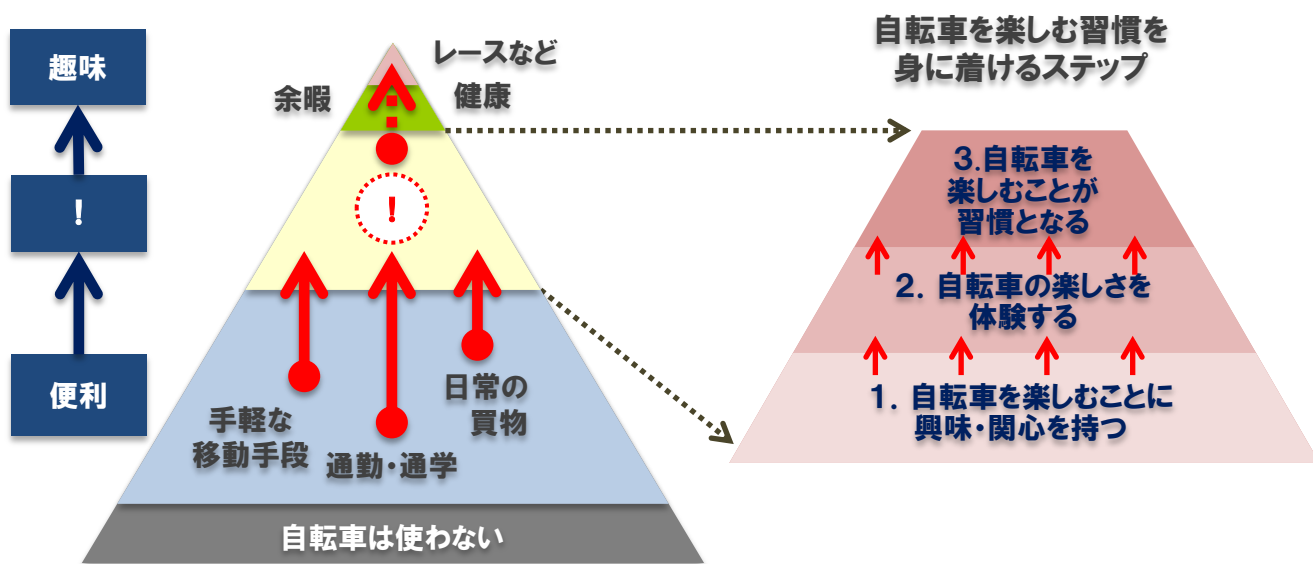 趣味
!
便利
レースなど
余暇
健康
!
手軽な
移動手段
通勤・通学
日常の
買物
自転車は使わない
自転車を楽しむ習慣を
身に着けるステップ
3.自転車を
楽しむことが
習慣となる
2. 自転車の楽しさを
体験する
1. 自転車を楽しむことに
興味・関心を持つ